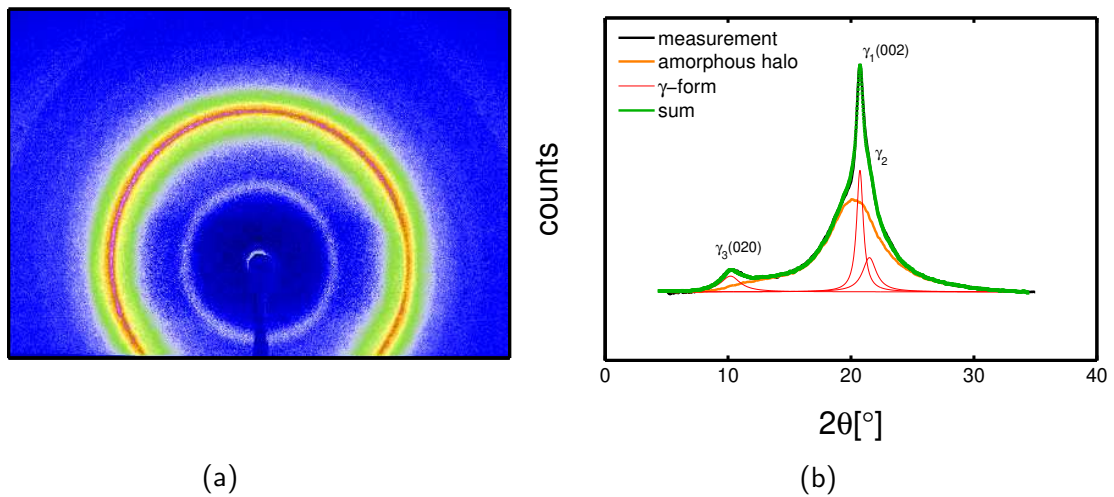 measurement
amorphous halo
γ−form
sum
γ₁(002)
γ₂
γ₃(020)
counts
0 10 20 30 40
2θ[°]
(a)
(b)